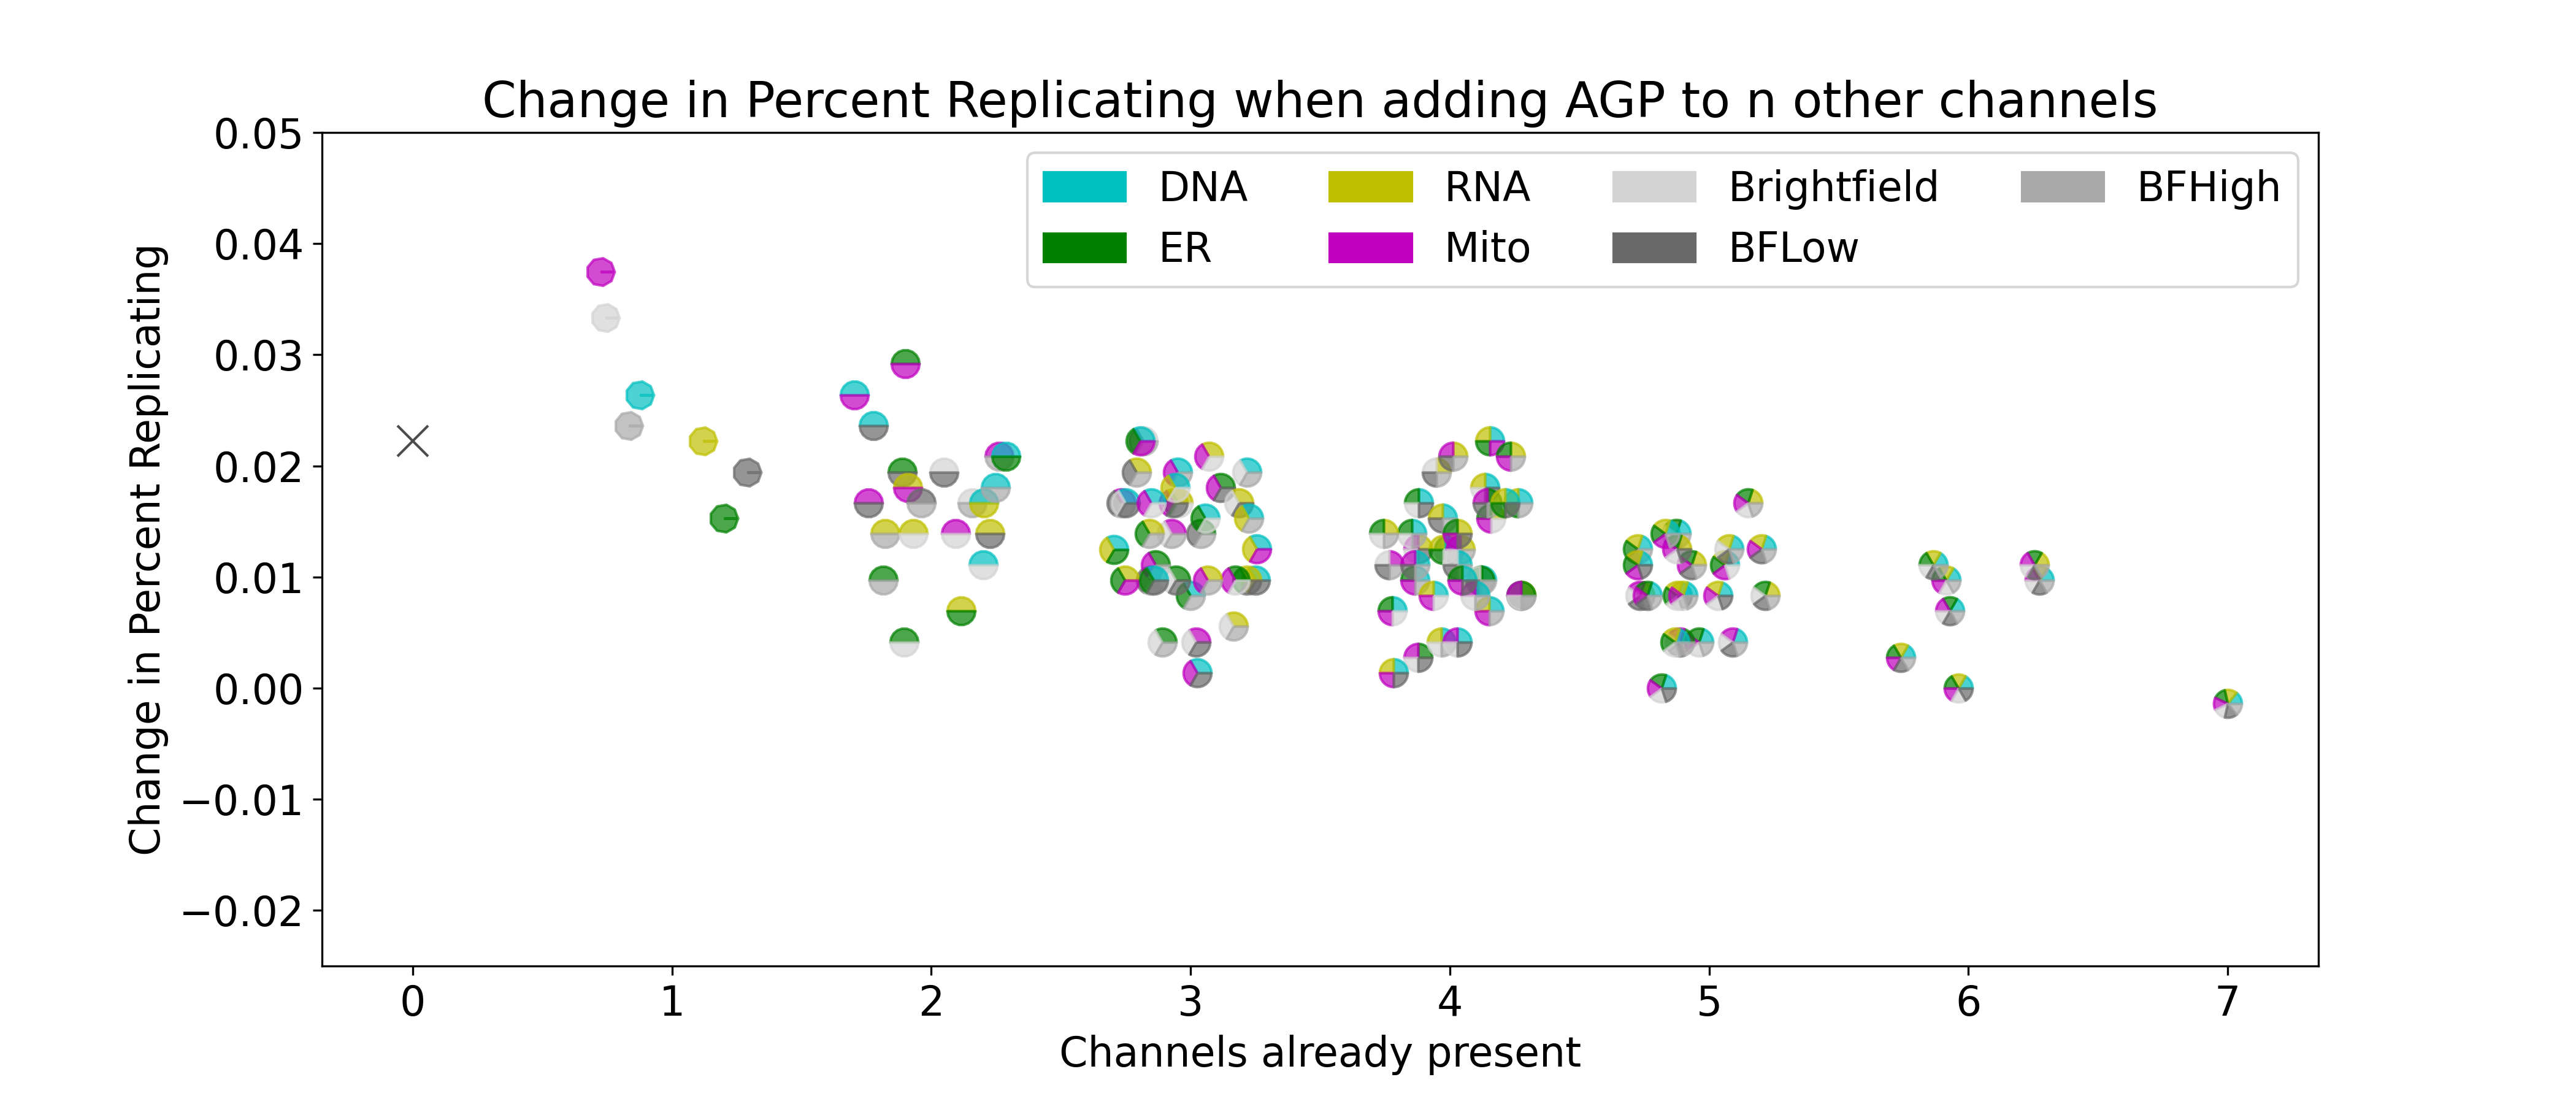 Change in Percent Replicating when adding AGP to n other channels
DNA
ER
RNA
Mito
Brightfield
BFLow
BFHigh
Change in Percent Replicating
0.05
0.04
0.03
0.02
0.01
0.00
−0.01
−0.02
0 1 2 3 4 5 6 7
Channels already present